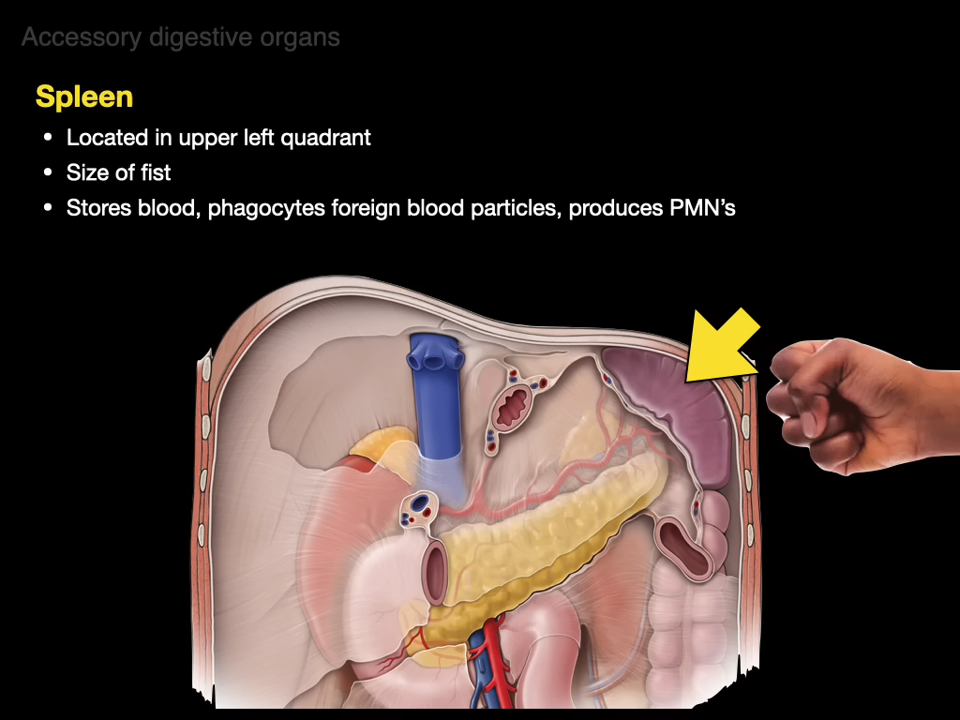 Accessory digestive organs
Spleen
• Located in upper left quadrant
• Size of fist
• Stores blood, phagocytes foreign blood particles, produces PMN’s